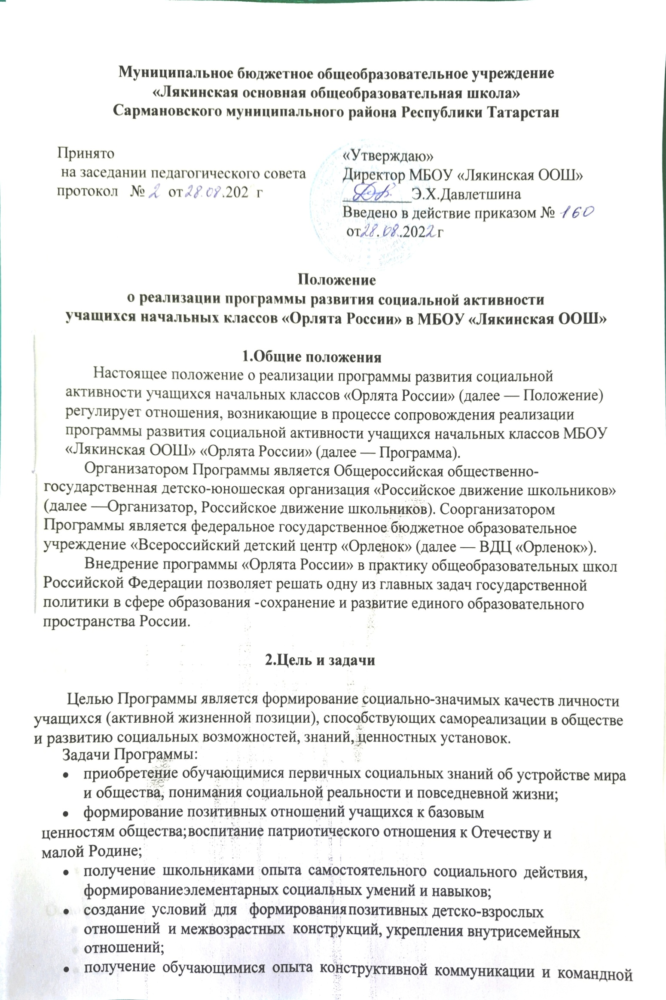 Муниципальное бюджетное общеобразовательное учреждение
«Лякинская основная общеобразовательная школа»
Сармановского муниципального района Республики Татарстан
Принято
на заседании педагогического совета
протокол № 2 от 28.08.202 г
«Утверждаю»
Директор МБОУ «Лякинская ООШ»
___________Э.Х.Давлетшина
Введено в действие приказом № 160
от 28.08.2022 г
Положение
о реализации программы развития социальной активности
учащихся начальных классов «Орлята России» в МБОУ «Лякинская ООШ»
1.Общие положения
Настоящее положение о реализации программы развития социальной
активности учащихся начальных классов «Орлята России» (далее — Положение)
регулирует отношения, возникающие в процессе сопровождения реализации
программы развития социальной активности учащихся начальных классов МБОУ
«Лякинская ООШ» «Орлята России» (далее — Программа).
Организатором Программы является Общероссийская общественно-
государственная детско-юношеская организация «Российское движение школьников»
(далее —Организатор, Российское движение школьников). Соорганизатором
Программы является федеральное государственное бюджетное образовательное
учреждение «Всероссийский детский центр «Орленок» (далее — ВДЦ «Орленок»).
Внедрение программы «Орлята России» в практику общеобразовательных школ
Российской Федерации позволяет решать одну из главных задач государственной
политики в сфере образования -сохранение и развитие единого образовательного
пространства России.
2.Цель и задачи
Целью Программы является формирование социально-значимых качеств личности
учащихся (активной жизненной позиции), способствующих самореализации в обществе
и развитию социальных возможностей, знаний, ценностных установок.
Задачи Программы:
• приобретение обучающимися первичных социальных знаний об устройстве мира
и общества, понимания социальной реальности и повседневной жизни;
• формирование позитивных отношений учащихся к базовым
ценностям общества;воспитание патриотического отношения к Отечеству и
малой Родине;
• получение школьниками опыта самостоятельного социального действия,
формированиеэлементарных социальных умений и навыков;
• создание условий для формирования позитивных детско-взрослых
отношений и межвозрастных конструкций, укрепления внутрисемейных
отношений;
• получение обучающимися опыта конструктивной коммуникации и командной